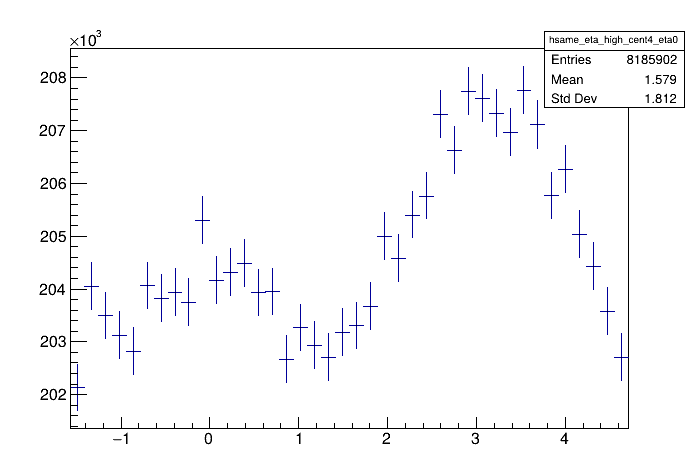 ×10³
hsame_eta_high_cent4_eta0
Entries 8185902
Mean 1.579
Std Dev 1.812
208
207
206
205
204
203
202
−1 0 1 2 3 4